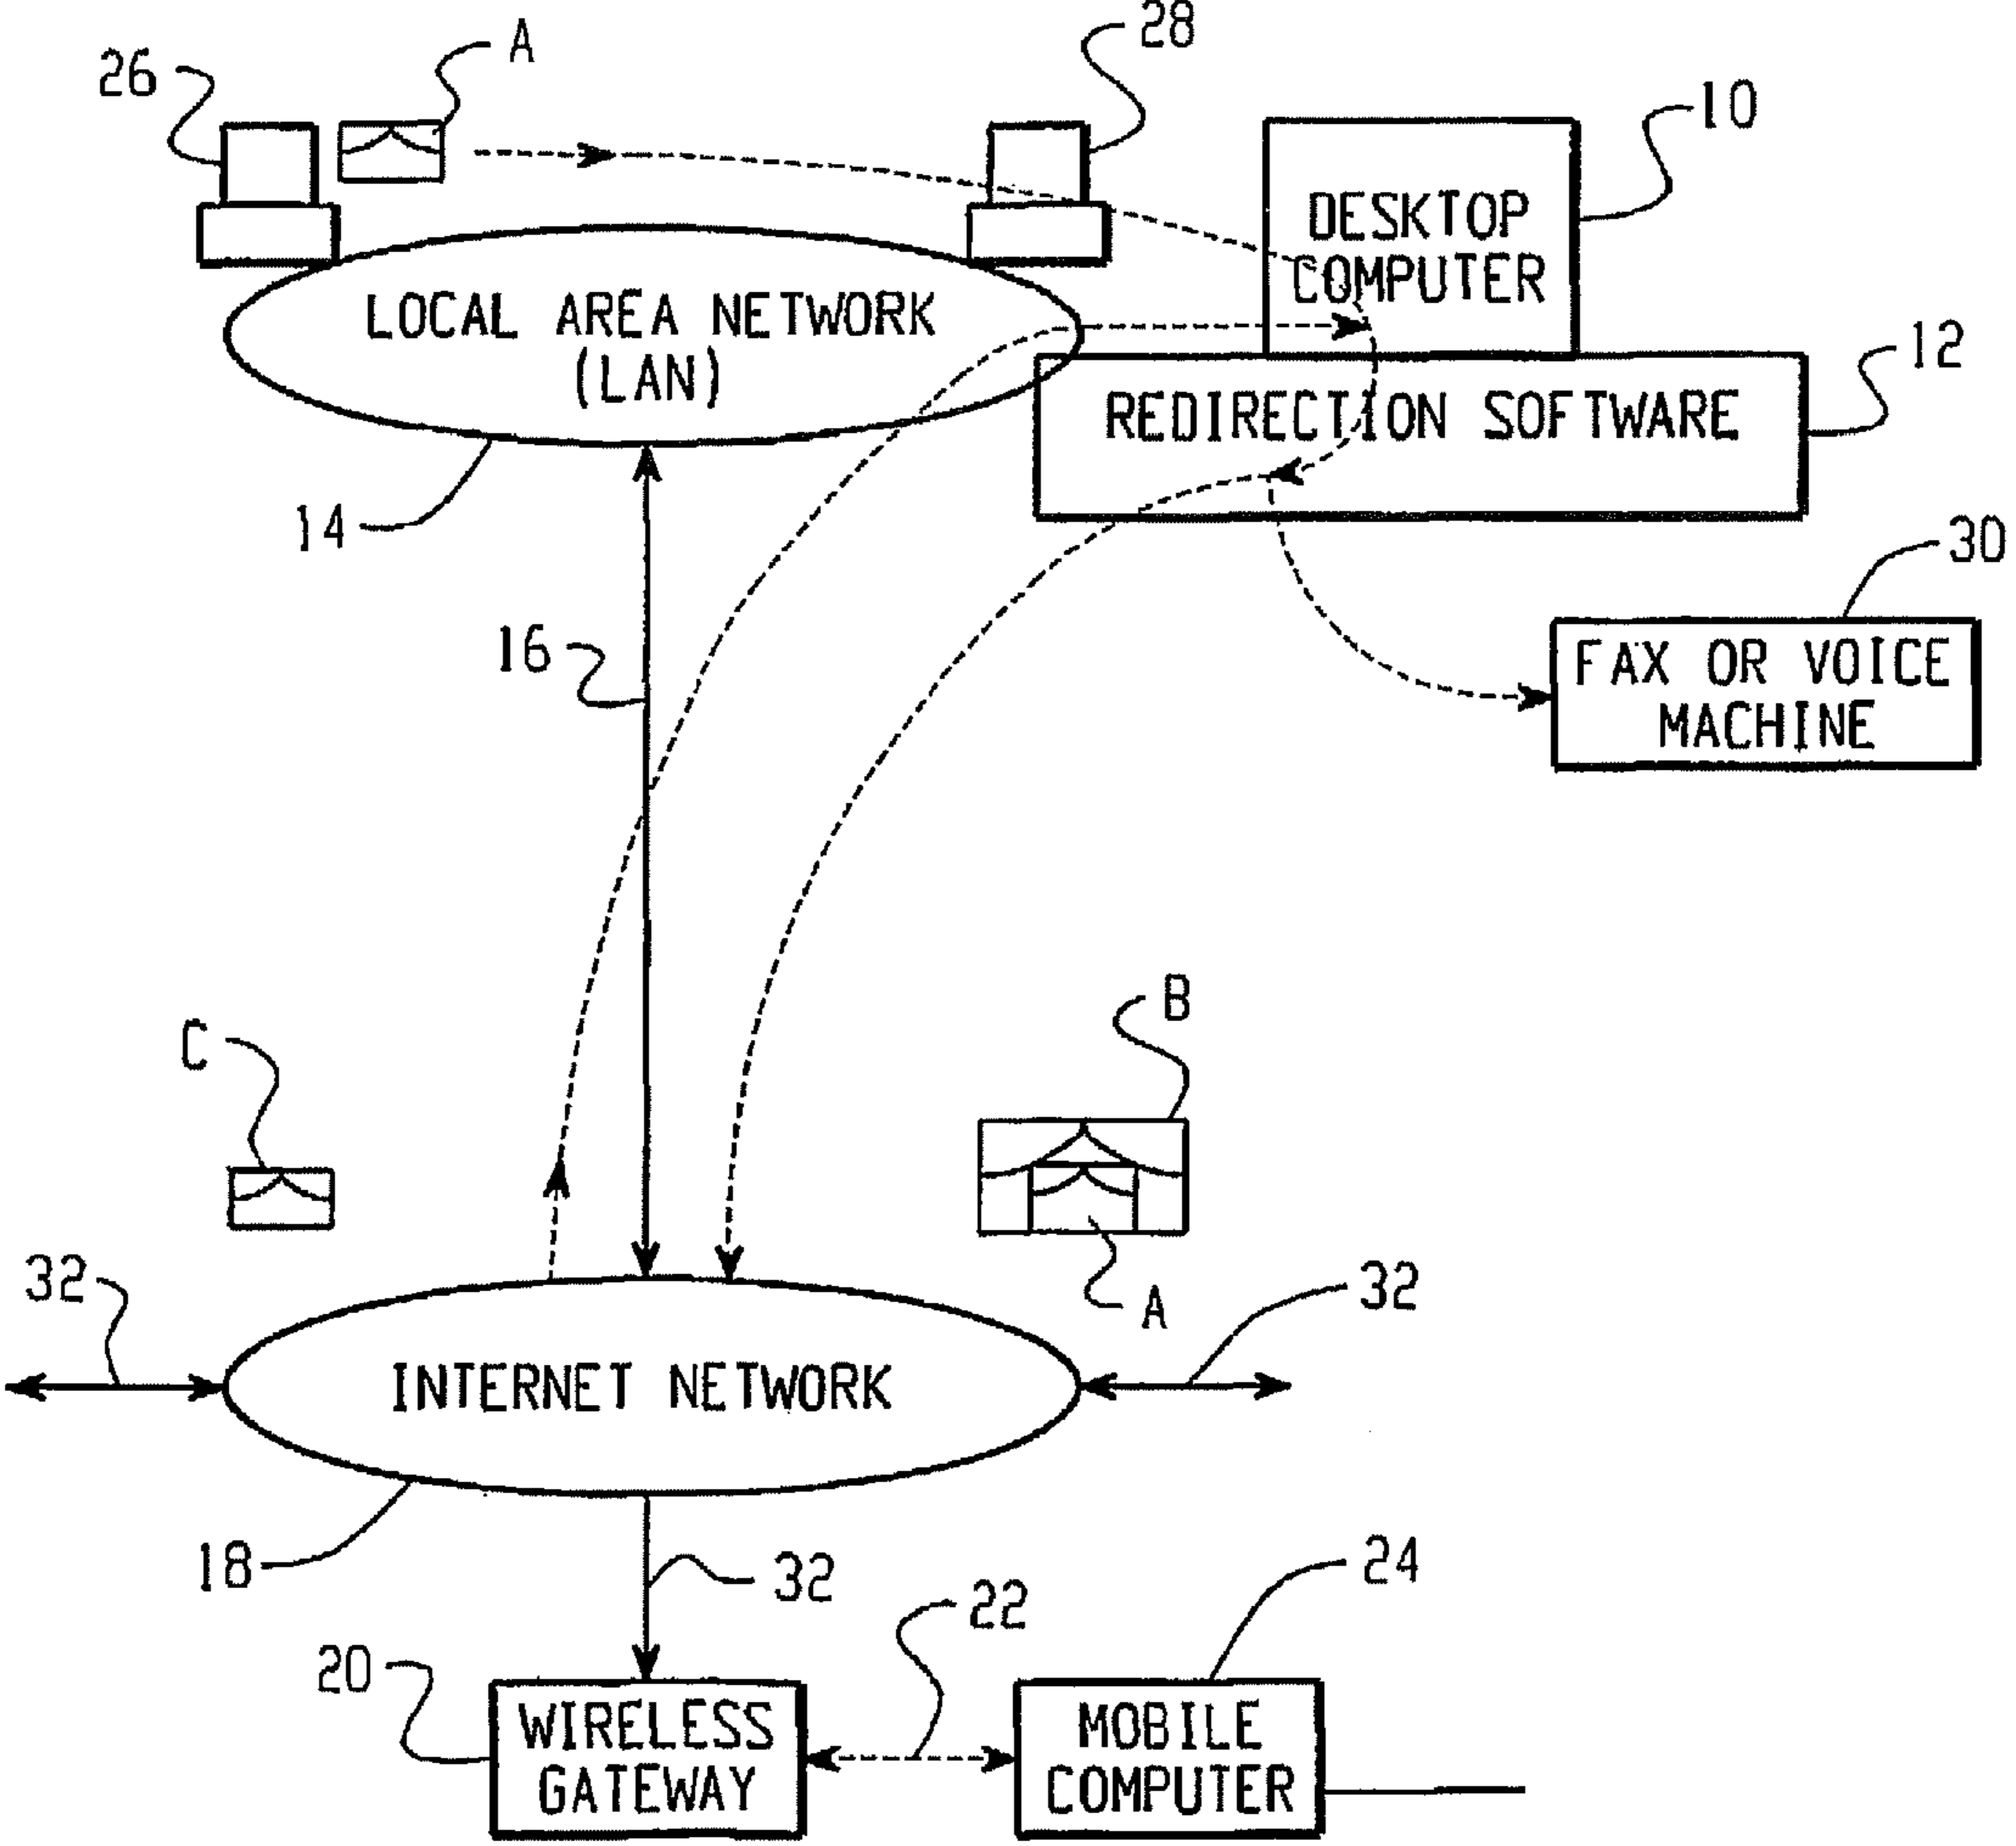 26
A
28
10
DESKTOP
COMPUTER
LOCAL AREA NETWORK
(LAN)
12
REDIRECTION SOFTWARE
14
30
16
FAX OR VOICE
MACHINE
B
C
32
A
32
INTERNET NETWORK
18
32
24
22
20
WIRELESS
GATEWAY
MOBILE
COMPUTER